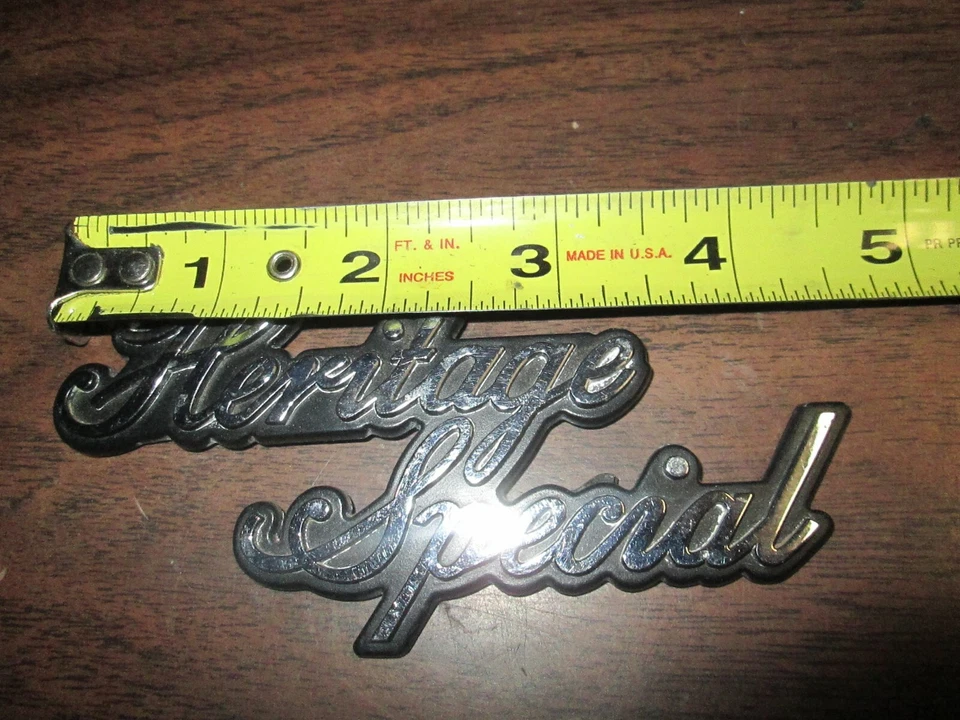 1 2 3 4 5
FT. & IN.
INCHES
MADE IN U.S.A.
Heritage
Special